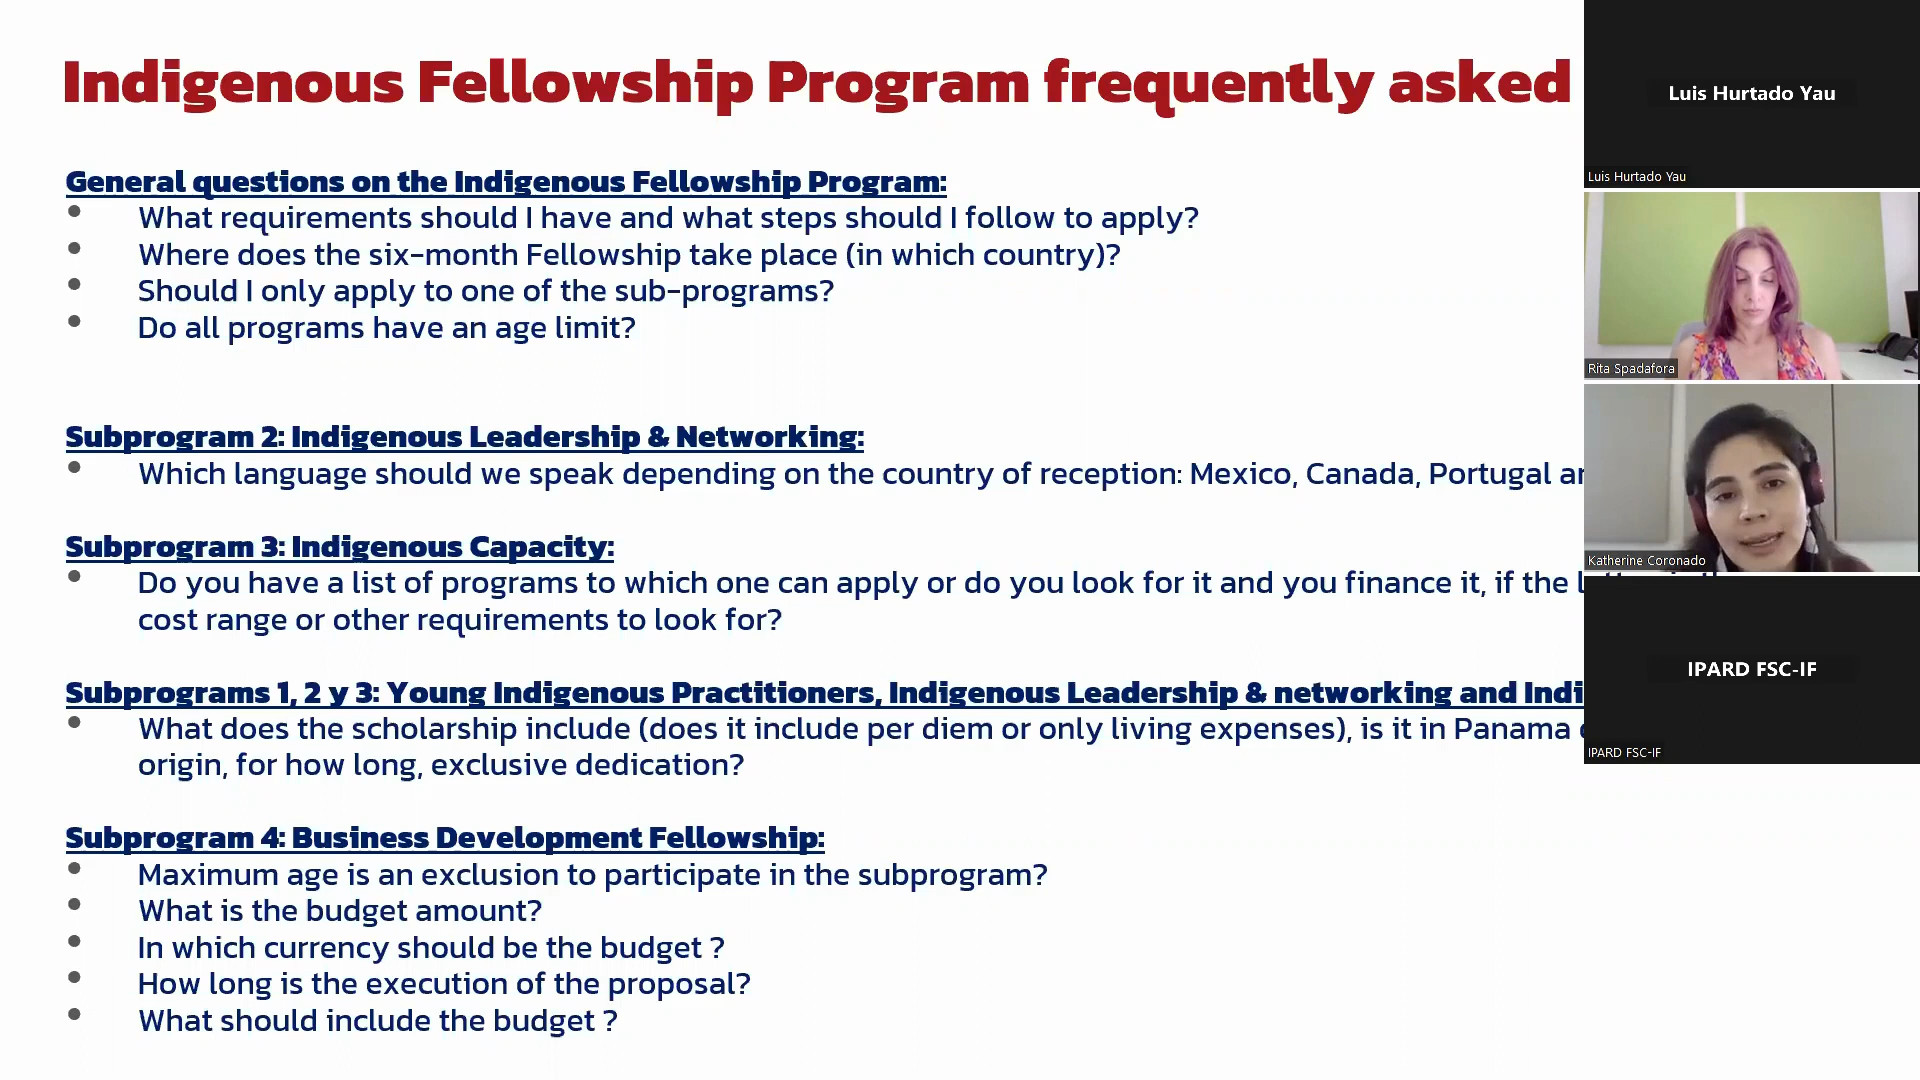 Indigenous Fellowship Program frequently asked
General questions on the Indigenous Fellowship Program:
What requirements should I have and what steps should I follow to apply?
Where does the six-month Fellowship take place (in which country)?
Should I only apply to one of the sub-programs?
Do all programs have an age limit?
Subprogram 2: Indigenous Leadership & Networking:
Which language should we speak depending on the country of reception: Mexico, Canada, Portugal
Subprogram 3: Indigenous Capacity:
Do you have a list of programs to which one can apply or do you look for it and you finance it, if the
cost range or other requirements to look for?
Subprograms 1, 2 y 3: Young Indigenous Practitioners, Indigenous Leadership & networking and
What does the scholarship include (does it include per diem or only living expenses), is it in Panama
origin, for how long, exclusive dedication?
Subprogram 4: Business Development Fellowship:
Maximum age is an exclusion to participate in the subprogram?
What is the budget amount?
In which currency should be the budget ?
How long is the execution of the proposal?
What should include the budget ?
Luis Hurtado Yau
Luis Hurtado Yau
Rita Spadafora
Katherine Coronado
IPARD FSC-IF
IPARD FSC-IF